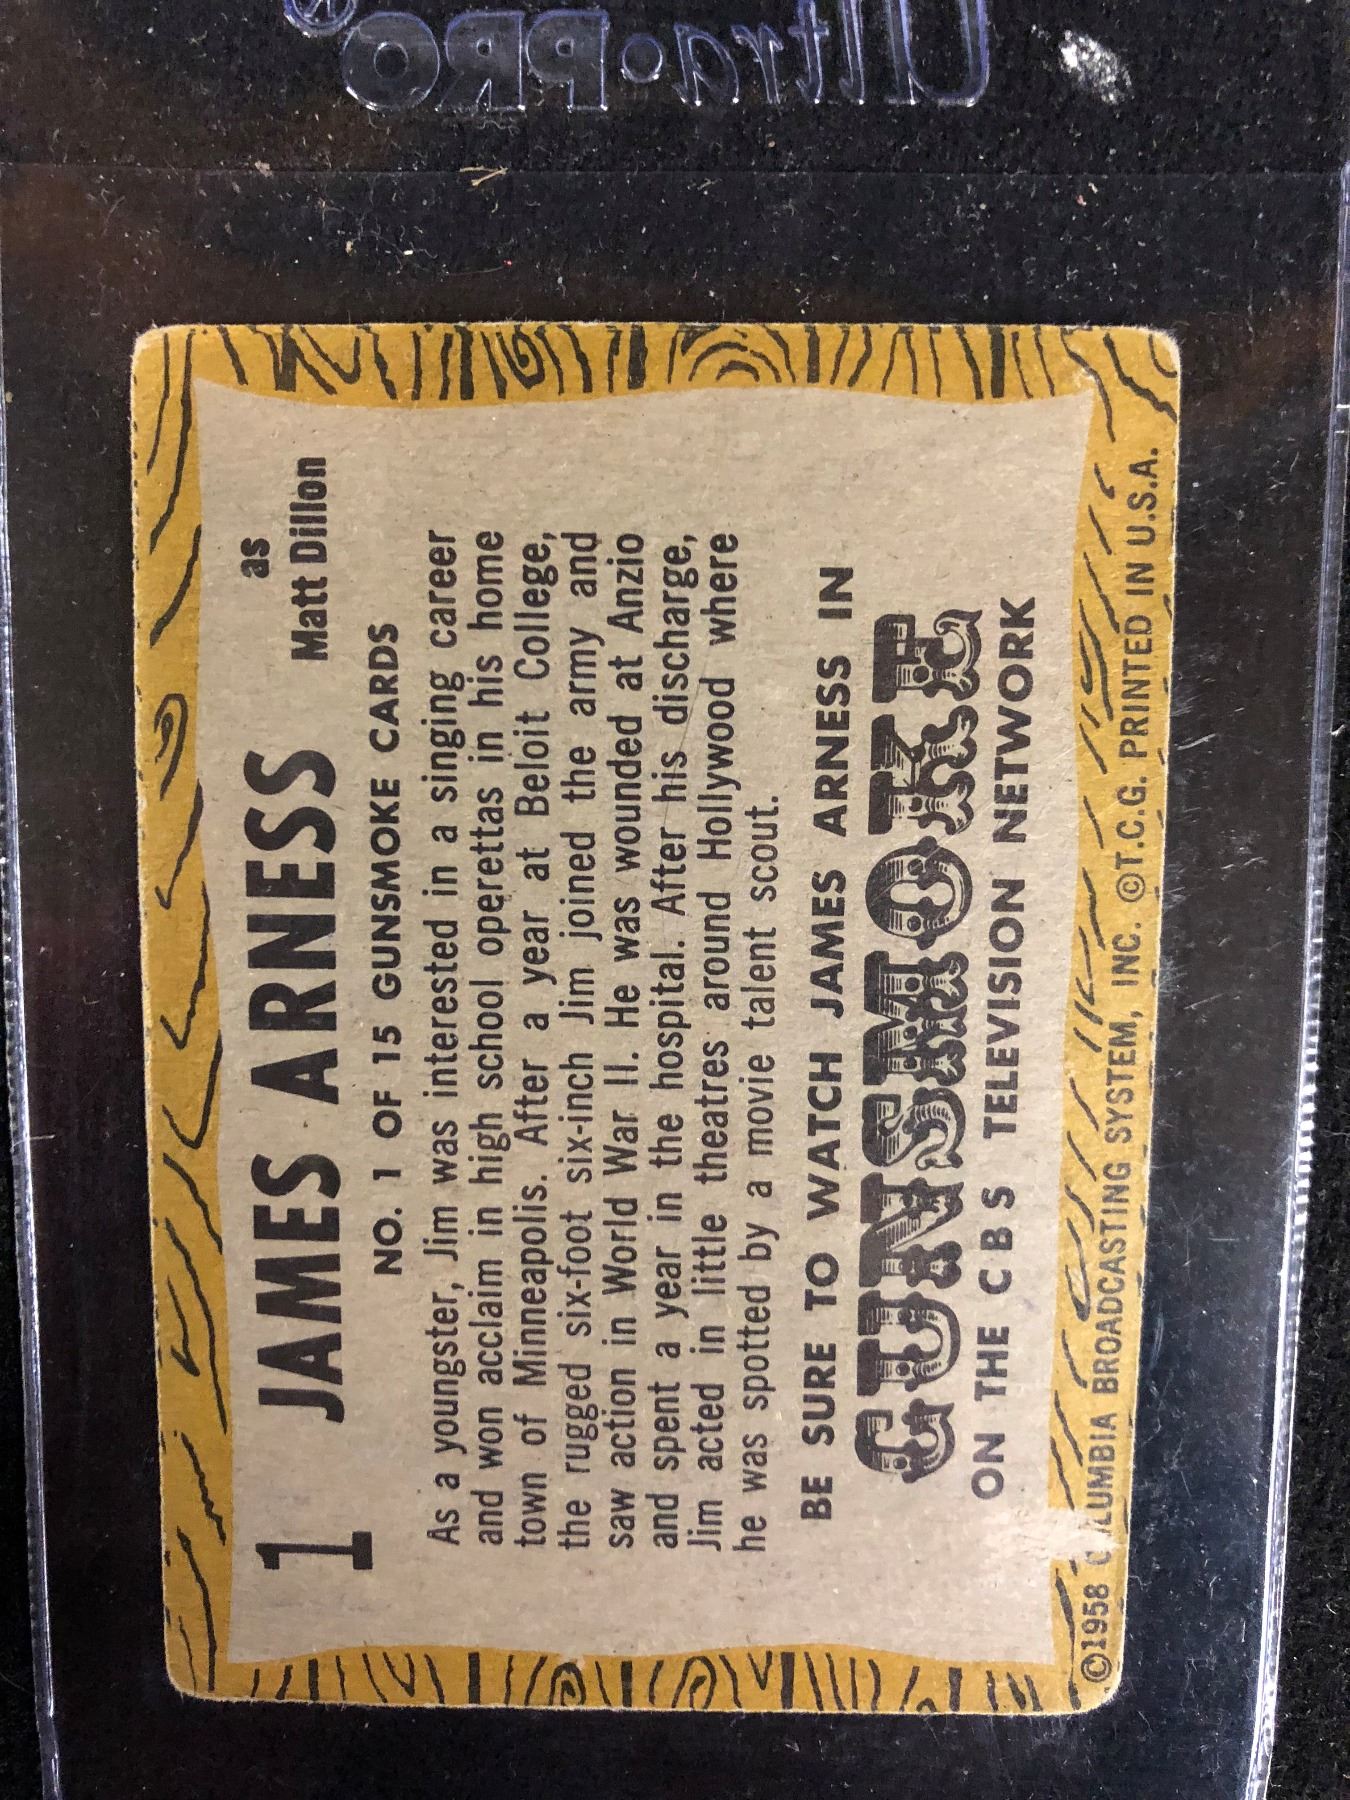 Ultra•PRO®
1 JAMES ARNESS as
Matt Dillon
NO. 1 OF 15 GUNSMOKE CARDS
As a youngster, Jim was interested in a singing career
and won acclaim in high school operettas in his home
town of Minneapolis. After a year at Beloit College,
the rugged six-foot six-inch Jim joined the army and
saw action in World War II. He was wounded at Anzio
and spent a year in the hospital. After his discharge,
Jim acted in little theatres around Hollywood where
he was spotted by a movie talent scout.
BE SURE TO WATCH JAMES ARNESS IN
GUNSMOKE
ON THE CBS TELEVISION NETWORK
©1958 COLUMBIA BROADCASTING SYSTEM, INC. ©T.C.G. PRINTED IN U.S.A.